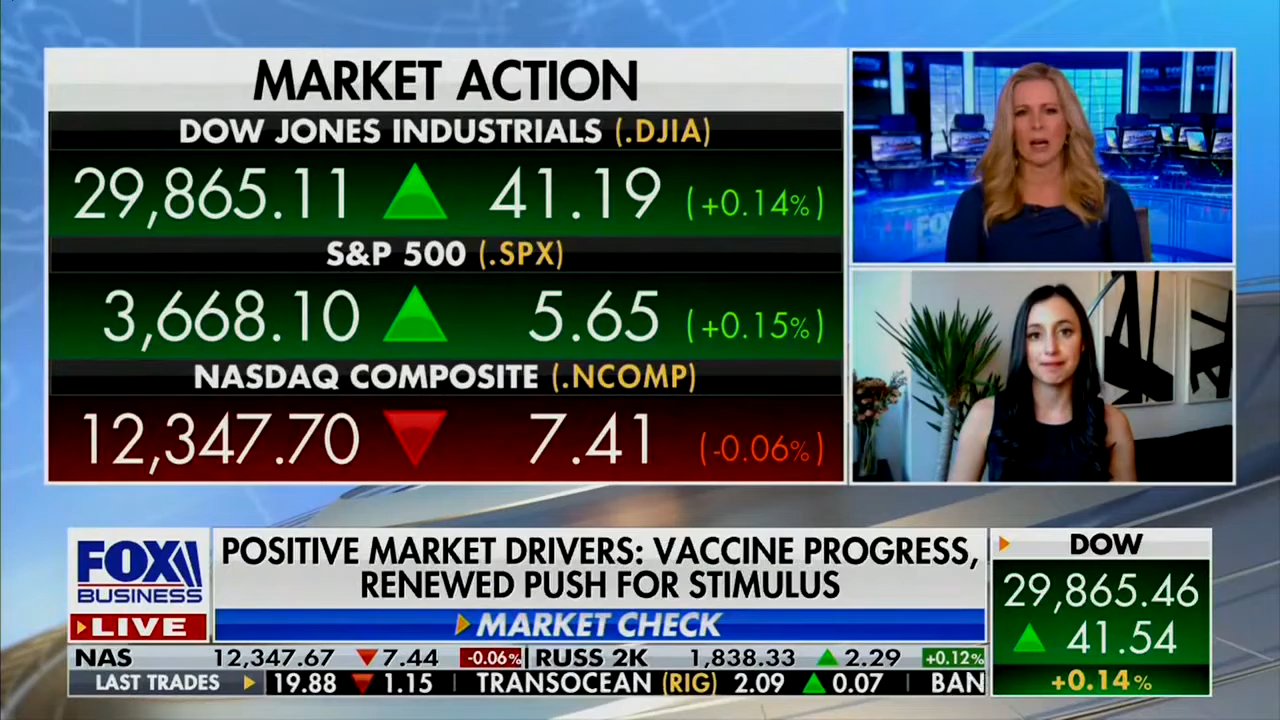 MARKET ACTION
DOW JONES INDUSTRIALS (.DJIA)
29,865.11 ▲ 41.19 (+0.14%)
S&P 500 (.SPX)
3,668.10 ▲ 5.65 (+0.15%)
NASDAQ COMPOSITE (.NCOMP)
12,347.70 ▼ 7.41 (-0.06%)
FOX
BUSINESS
LIVE
POSITIVE MARKET DRIVERS: VACCINE PROGRESS,
RENEWED PUSH FOR STIMULUS
MARKET CHECK
DOW
29,865.46
▲ 41.54
+0.14%
NAS 12,347.67 ▼ 7.44 -0.06% RUSS 2K 1,838.33 ▲ 2.29 +0.12%
LAST TRADES 19.88 ▼ 1.15 TRANSOCEAN (RIG) 2.09 ▲ 0.07 BAN